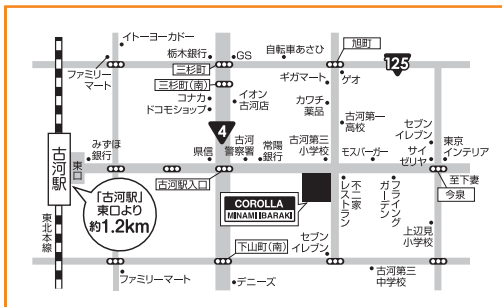 イトーヨーカドー
栃木銀行
GS
自転車あさひ
旭町
125
ファミリー
マート
三杉町
三杉町(南)
コナカ
ドコモショップ
イオン
古河店
ギガマート
カワチ
薬品
ゲオ
古河第一
高校
4
みずほ
銀行
県信
古河
警察署
常陽
銀行
古河第三
小学校
モスバーガー
セブン
イレブン
サイ
ゼリヤ
東京
インテリア
古河駅
東口
古河駅入口
至下妻
今泉
「古河駅」
東口より
約1.2km
COROLLA
MINAMI IBARAKI
不二家
レストラン
フライング
ガーデン
上辺見
小学校
東北本線
下山町(南)
セブン
イレブン
ファミリーマート
デニーズ
古河第三
中学校